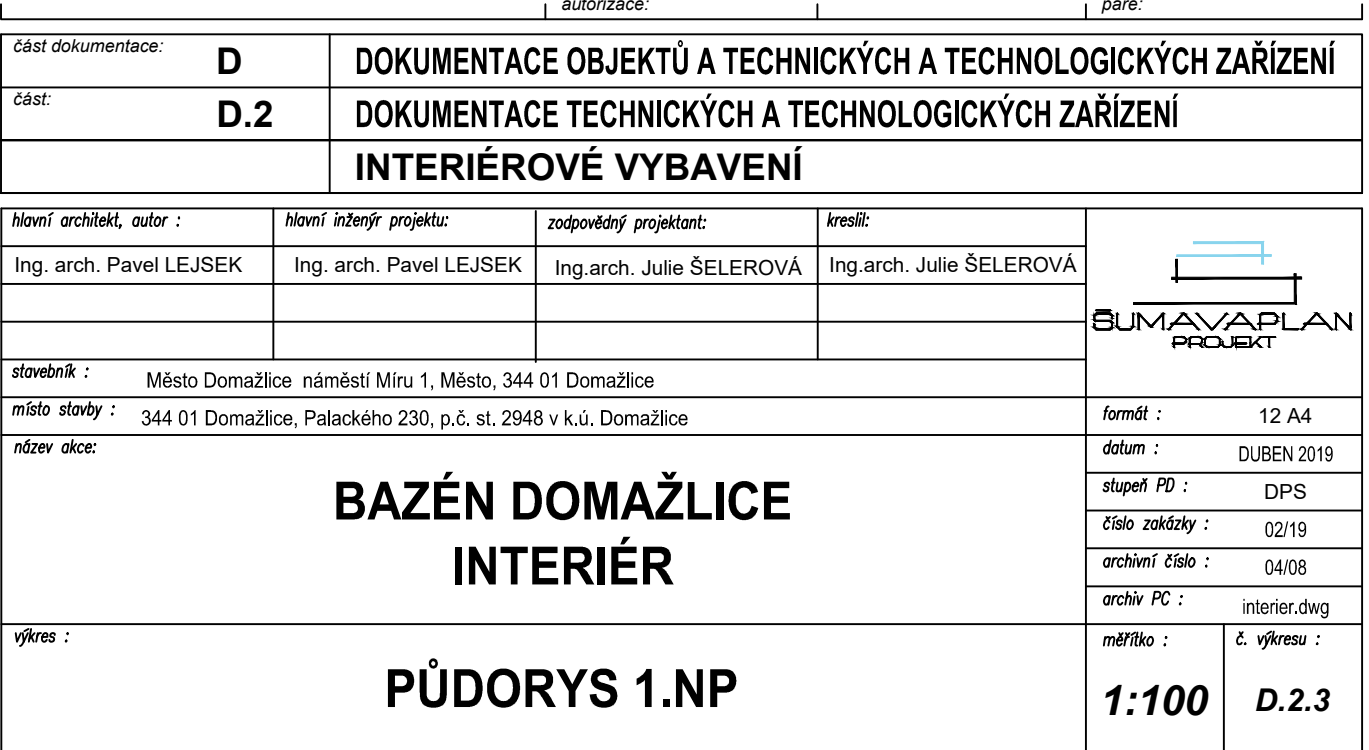 autorizace: paré:
část dokumentace: D DOKUMENTACE OBJEKTŮ A TECHNICKÝCH A TECHNOLOGICKÝCH ZAŘÍZENÍ
část: D.2 DOKUMENTACE TECHNICKÝCH A TECHNOLOGICKÝCH ZAŘÍZENÍ
INTERIÉROVÉ VYBAVENÍ
hlavní architekt, autor : hlavní inženýr projektu: zodpovědný projektant: kreslil:
Ing. arch. Pavel LEJSEK Ing. arch. Pavel LEJSEK Ing.arch. Julie ŠELEROVÁ Ing.arch. Julie ŠELEROVÁ
ŠUMAVAPLAN
PROJEKT
stavebník : Město Domažlice náměstí Míru 1, Město, 344 01 Domažlice
místo stavby : 344 01 Domažlice, Palackého 230, p.č. st. 2948 v k.ú. Domažlice
formát : 12 A4
název akce:
BAZÉN DOMAŽLICE
INTERIÉR
datum : DUBEN 2019
stupeň PD : DPS
číslo zakázky : 02/19
archivní číslo : 04/08
archiv PC : interier.dwg
výkres :
PŮDORYS 1.NP
měřítko : č. výkresu :
1:100 D.2.3